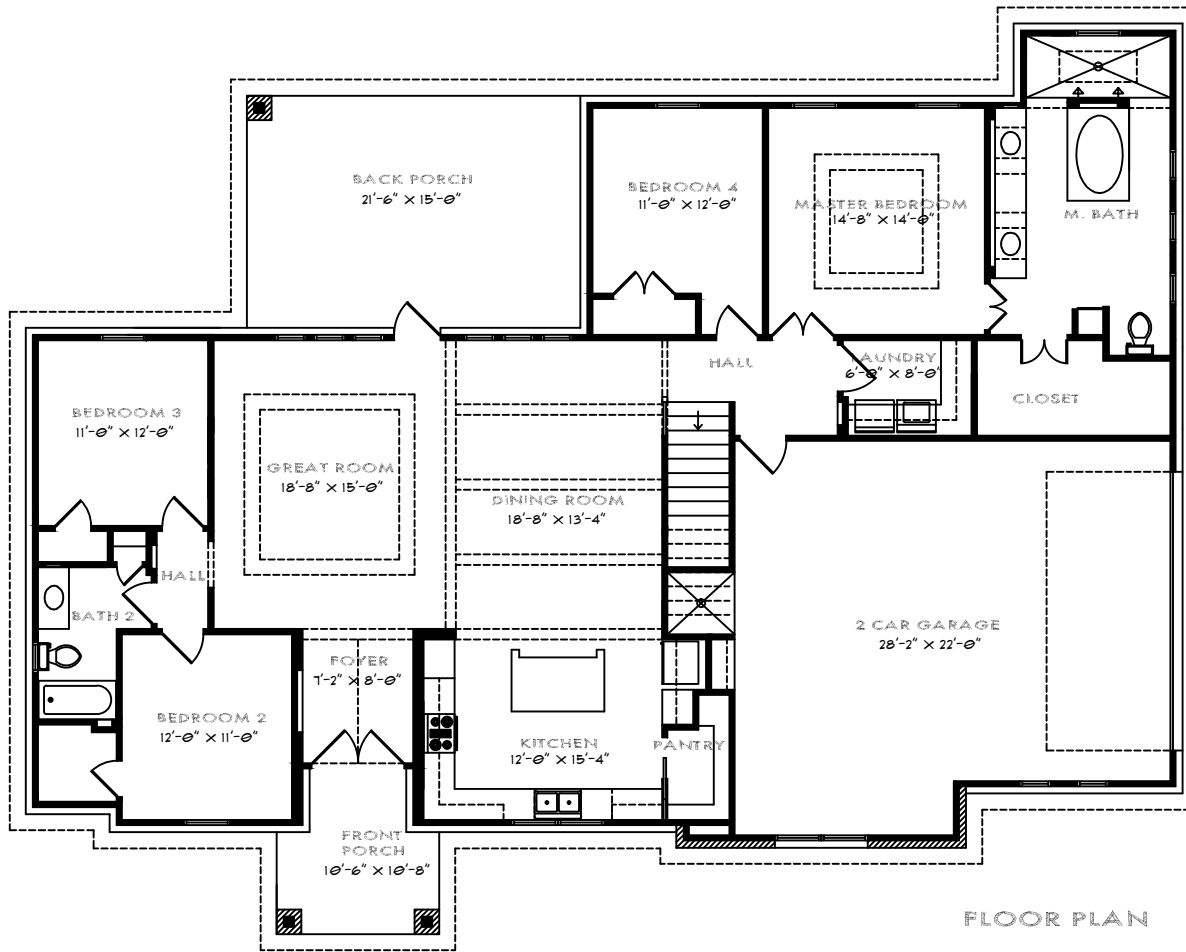 BACK PORCH
21'-6" X 15'-0"
BEDROOM 4
11'-0" X 12'-0"
MASTER BEDROOM
14'-8" X 14'-0"
M. BATH
HALL
LAUNDRY
6'-8" X 8'-0"
CLOSET
BEDROOM 3
11'-0" X 12'-0"
GREAT ROOM
18'-8" X 15'-0"
DINING ROOM
18'-8" X 13'-4"
HALL
BATH 2
2 CAR GARAGE
28'-2" X 22'-0"
FOYER
7'-2" X 8'-0"
BEDROOM 2
12'-0" X 11'-0"
KITCHEN
12'-0" X 15'-4"
PANTRY
FRONT
PORCH
10'-6" X 10'-8"
FLOOR PLAN